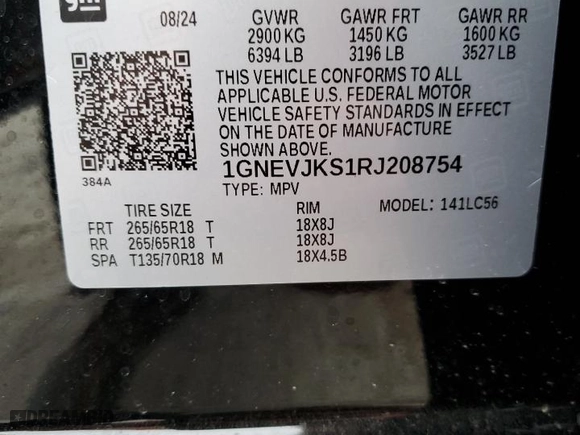 gm
08/24 GVWR GAWR FRT GAWR RR
2900 KG 1450 KG 1600 KG
6394 LB 3196 LB 3527 LB
THIS VEHICLE CONFORMS TO ALL
APPLICABLE U.S. FEDERAL MOTOR
VEHICLE SAFETY STANDARDS IN EFFECT
ON THE DATE OF MANUFACTURE
SHOWN ABOVE.
1GNEVJKS1RJ208754
384A
TYPE: MPV
TIRE SIZE RIM MODEL: 141LC56
FRT 265/65R18 T 18X8J
RR 265/65R18 T 18X8J
SPA T135/70R18 M 18X4.5B
DREAMBID